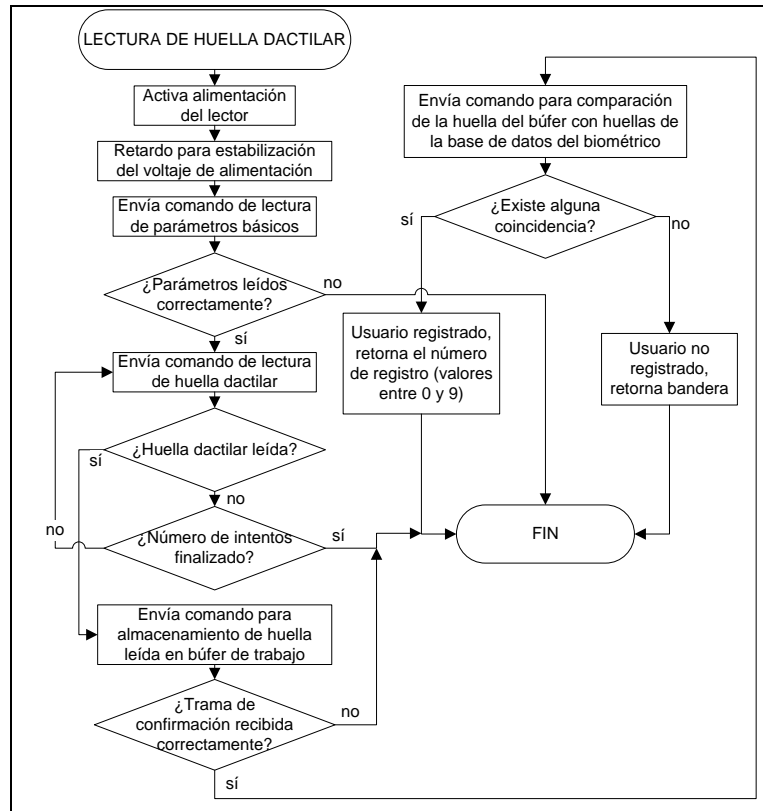 LECTURA DE HUELLA DACTILAR
Activa alimentación
del lector
Retardo para estabilización
del voltaje de alimentación
Envía comando de lectura
de parámetros básicos
¿Parámetros leídos
correctamente?
no
sí
Envía comando de lectura
de huella dactilar
¿Huella dactilar leída?
sí
no
¿Número de intentos
finalizado?
no
sí
Envía comando para
almacenamiento de huella
leída en búfer de trabajo
¿Trama de
confirmación recibida
correctamente?
no
sí
Envía comando para comparación
de la huella del búfer con huellas de
la base de datos del biométrico
¿Existe alguna
coincidencia?
sí
no
Usuario registrado,
retorna el número
de registro (valores
entre 0 y 9)
Usuario no
registrado,
retorna bandera
FIN